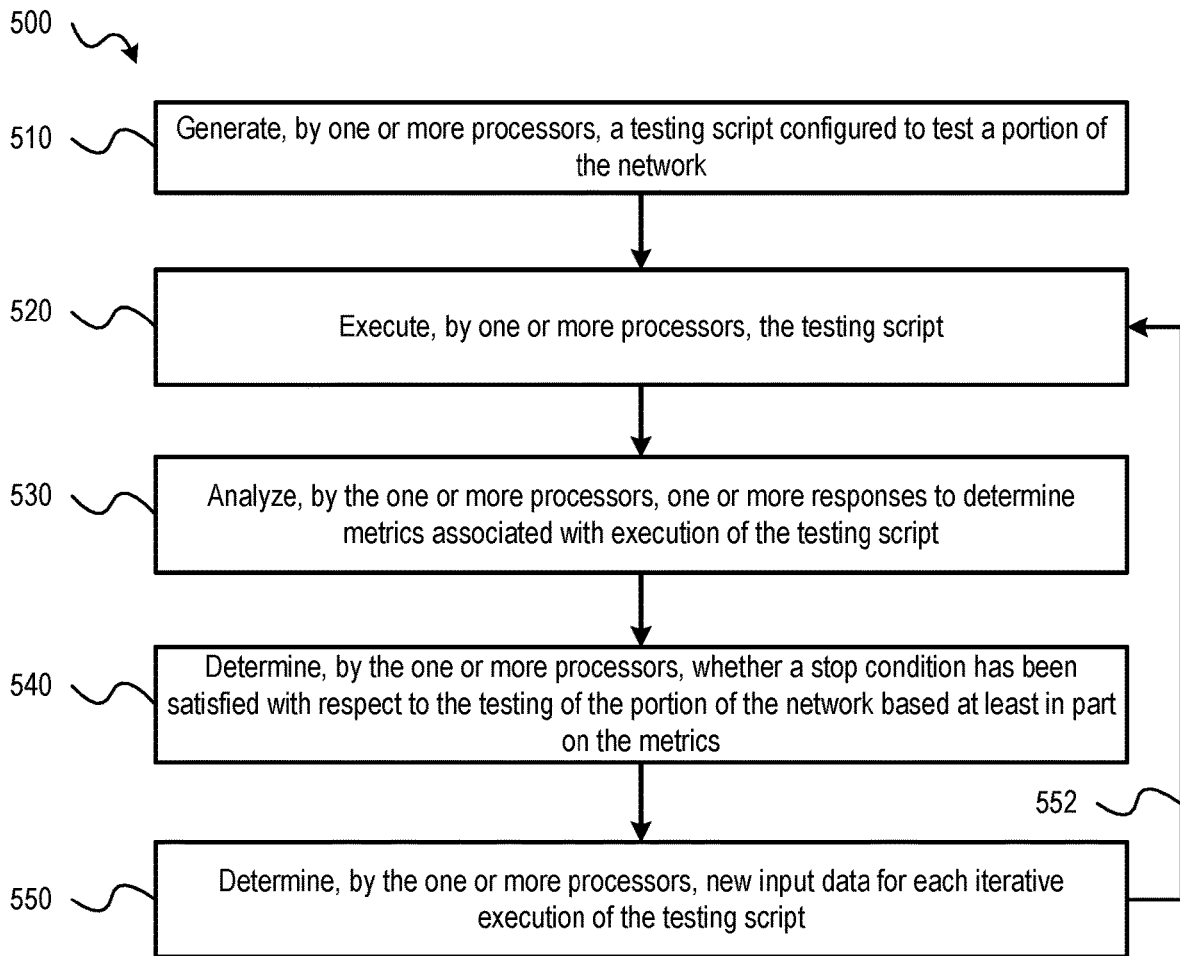 500
510
Generate, by one or more processors, a testing script configured to test a portion of
the network
520
Execute, by one or more processors, the testing script
530
Analyze, by the one or more processors, one or more responses to determine
metrics associated with execution of the testing script
540
Determine, by the one or more processors, whether a stop condition has been
satisfied with respect to the testing of the portion of the network based at least in part
on the metrics
552
550
Determine, by the one or more processors, new input data for each iterative
execution of the testing script